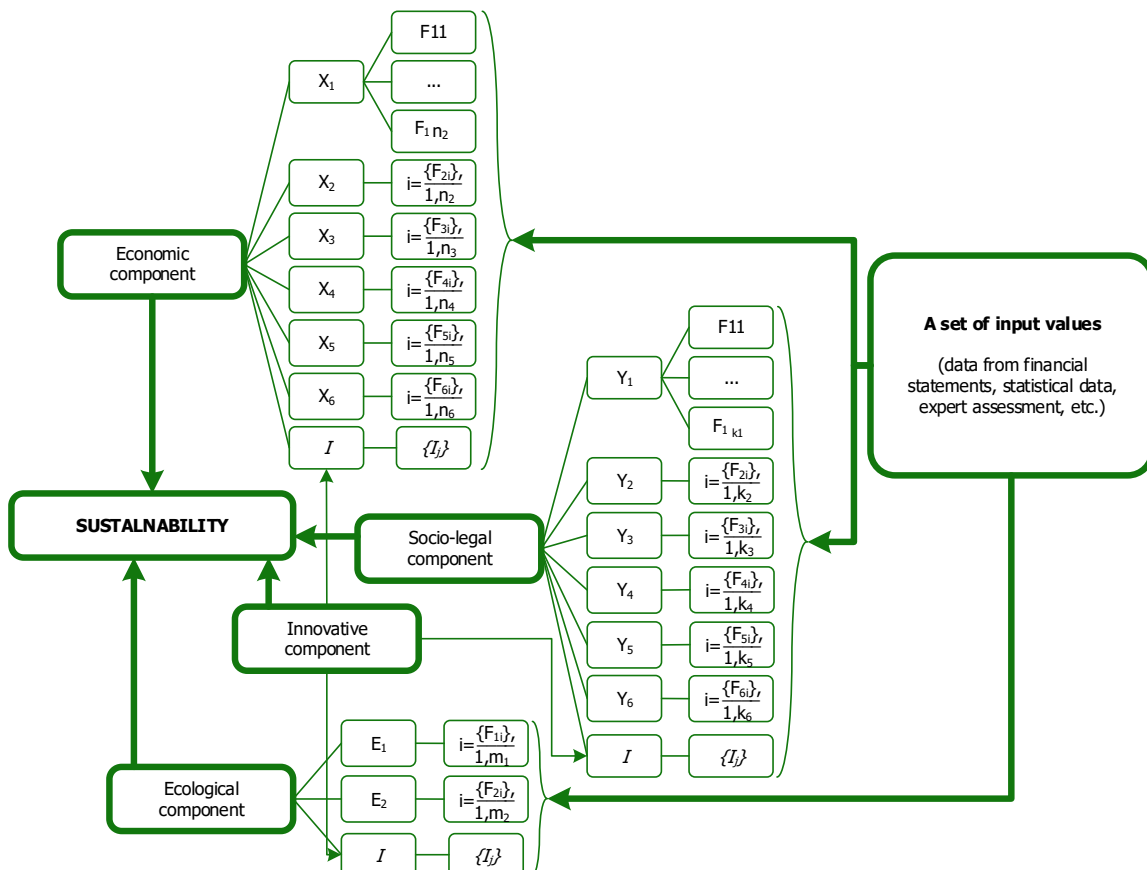 F11
X₁
...
F₁ n₂
X₂
{F₂ᵢ},
i=
1,n₂
X₃
{F₃ᵢ},
i=
1,n₃
X₄
{F₄ᵢ},
i=
1,n₄
X₅
{F₅ᵢ},
i=
1,n₅
X₆
{F₆ᵢ},
i=
1,n₆
I
{Iⱼ}
Economic
component
SUSTALNABILITY
Socio-legal
component
Innovative
component
Ecological
component
F11
Y₁
...
F₁ ₖ₁
Y₂
{F₂ᵢ},
i=
1,k₂
Y₃
{F₃ᵢ},
i=
1,k₃
Y₄
{F₄ᵢ},
i=
1,k₄
Y₅
{F₅ᵢ},
i=
1,k₅
Y₆
{F₆ᵢ},
i=
1,k₆
I
{Iⱼ}
E₁
{F₁ᵢ},
i=
1,m₁
E₂
{F₂ᵢ},
i=
1,m₂
I
{Iⱼ}
A set of input values
(data from financial
statements, statistical data,
expert assessment, etc.)